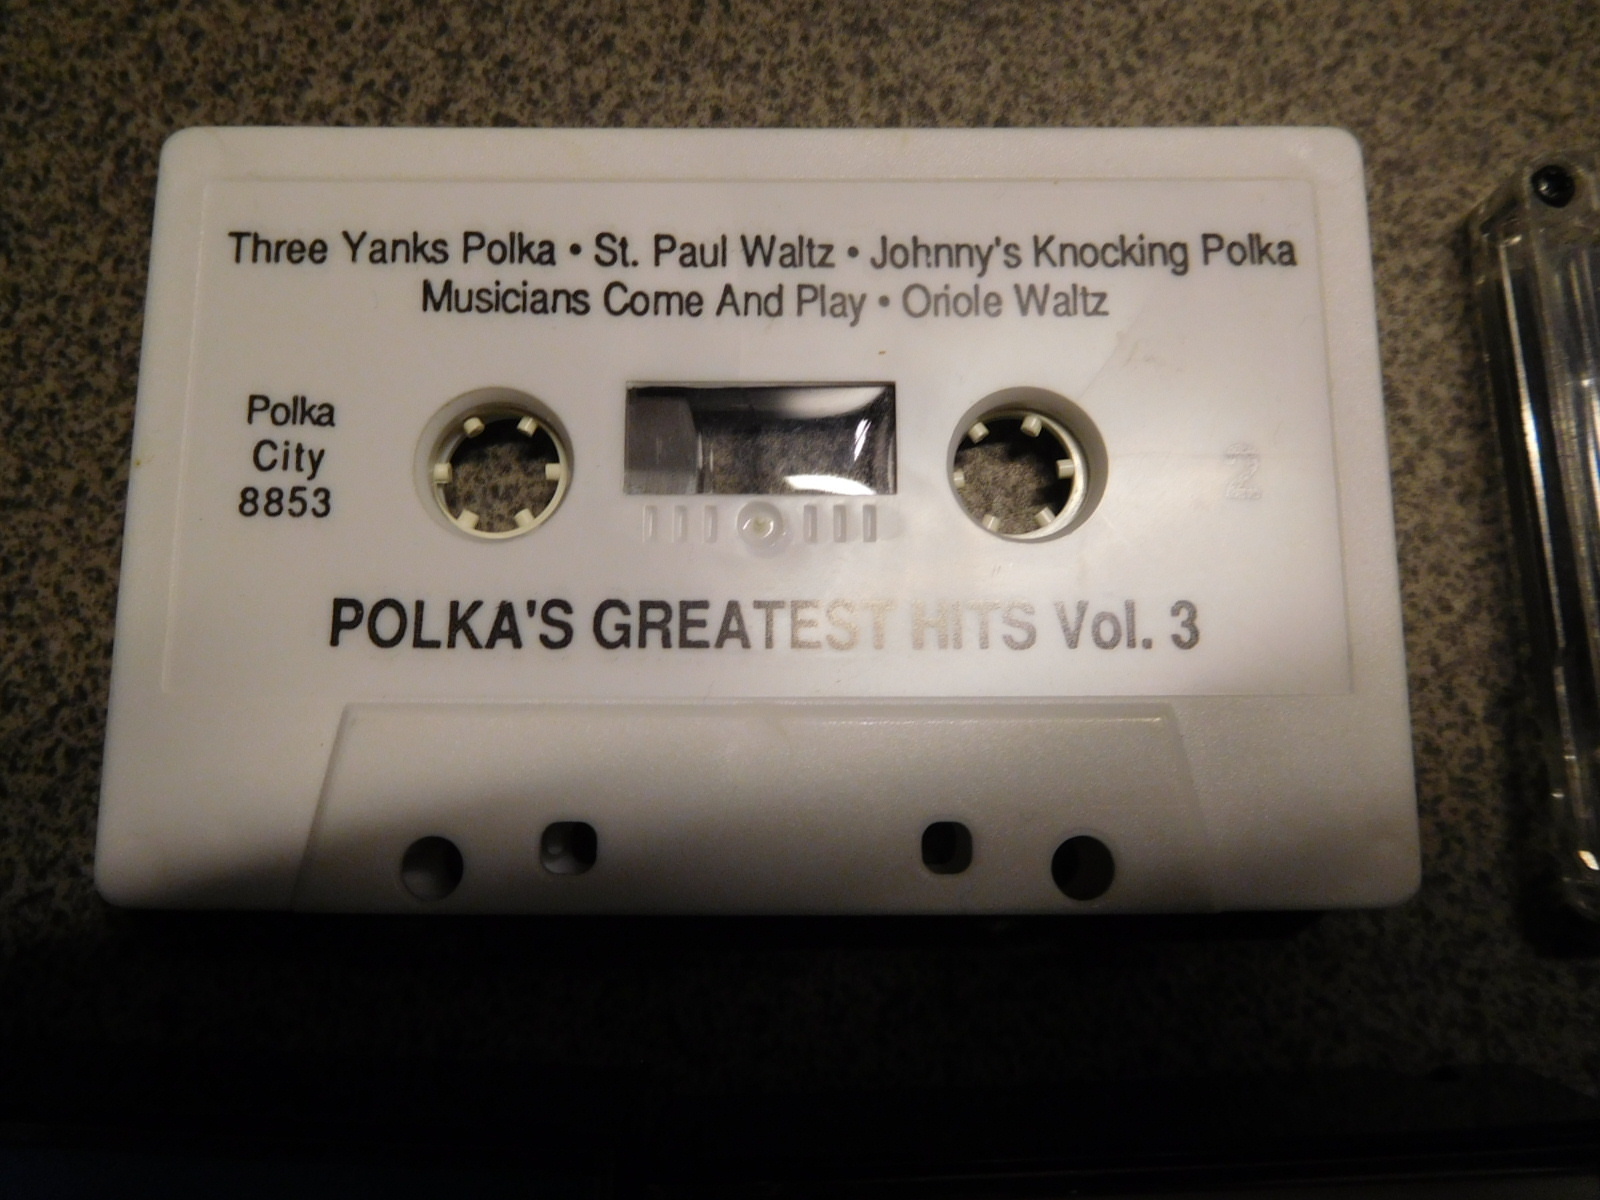 Three Yanks Polka • St. Paul Waltz • Johnny's Knocking Polka
Musicians Come And Play • Oriole Waltz
Polka
City
8853
2
POLKA'S GREATEST HITS Vol. 3